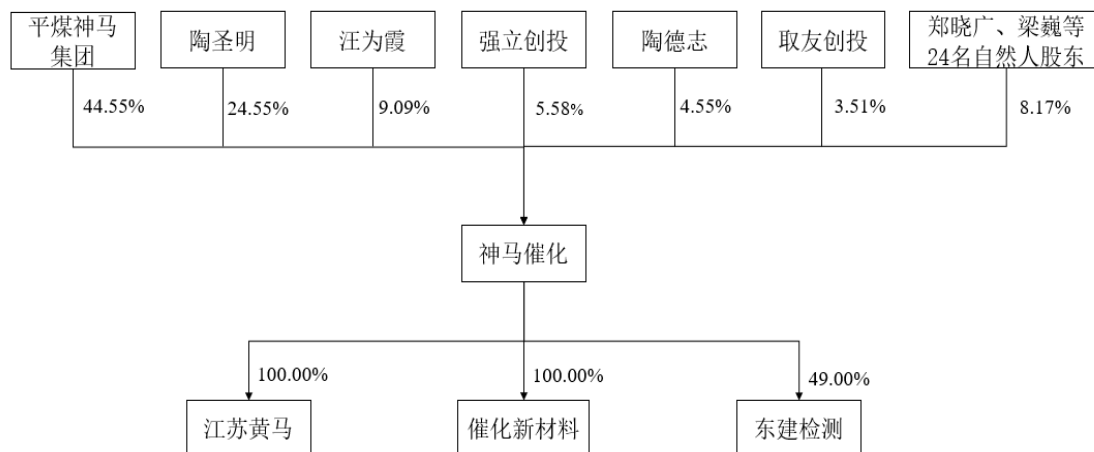 平煤神马
集团
陶圣明
汪为霞
强立创投
陶德志
取友创投
郑晓广、梁巍等
24名自然人股东
44.55%
24.55%
9.09%
5.58%
4.55%
3.51%
8.17%
神马催化
100.00%
100.00%
49.00%
江苏黄马
催化新材料
东建检测